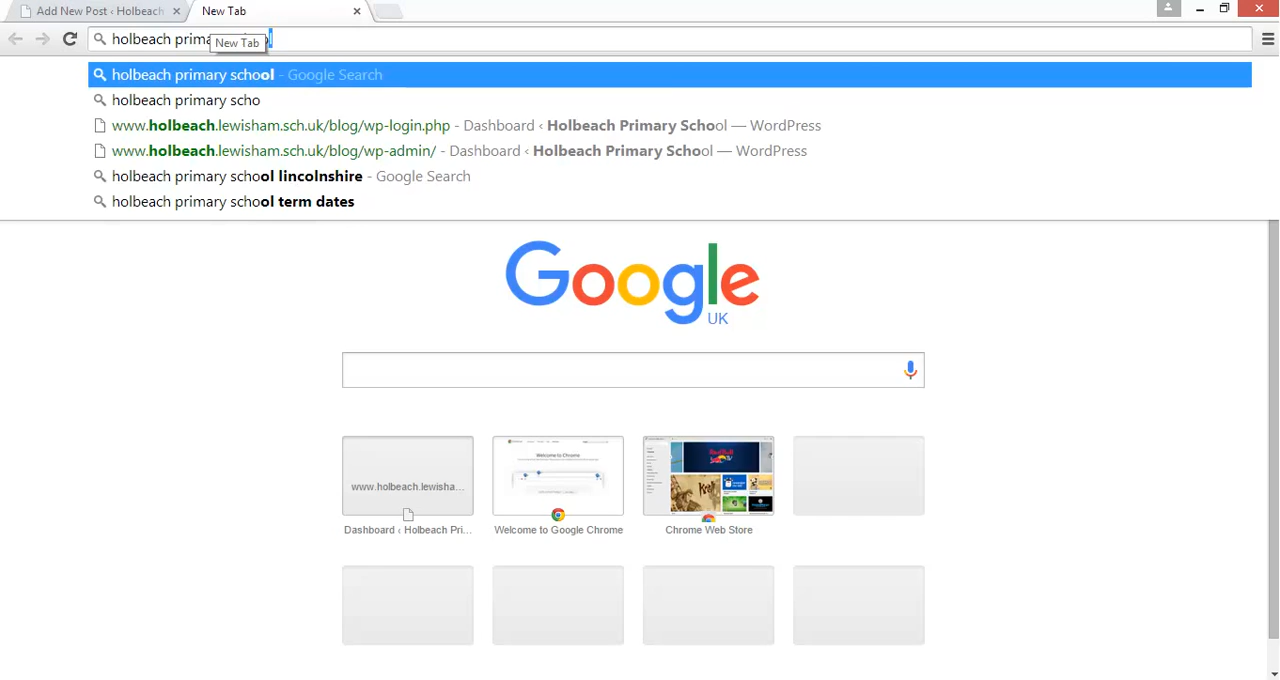 Add New Post ‹ Holbeach
New Tab
holbeach prima
New Tab
holbeach primary school - Google Search
holbeach primary scho
www.holbeach.lewisham.sch.uk/blog/wp-login.php - Dashboard ‹ Holbeach Primary School — WordPress
www.holbeach.lewisham.sch.uk/blog/wp-admin/ - Dashboard ‹ Holbeach Primary School — WordPress
holbeach primary school lincolnshire - Google Search
holbeach primary school term dates
Google
UK
www.holbeach.lewisha...
Welcome to Chrome
Dashboard ‹ Holbeach Pri...
Welcome to Google Chrome
Chrome Web Store